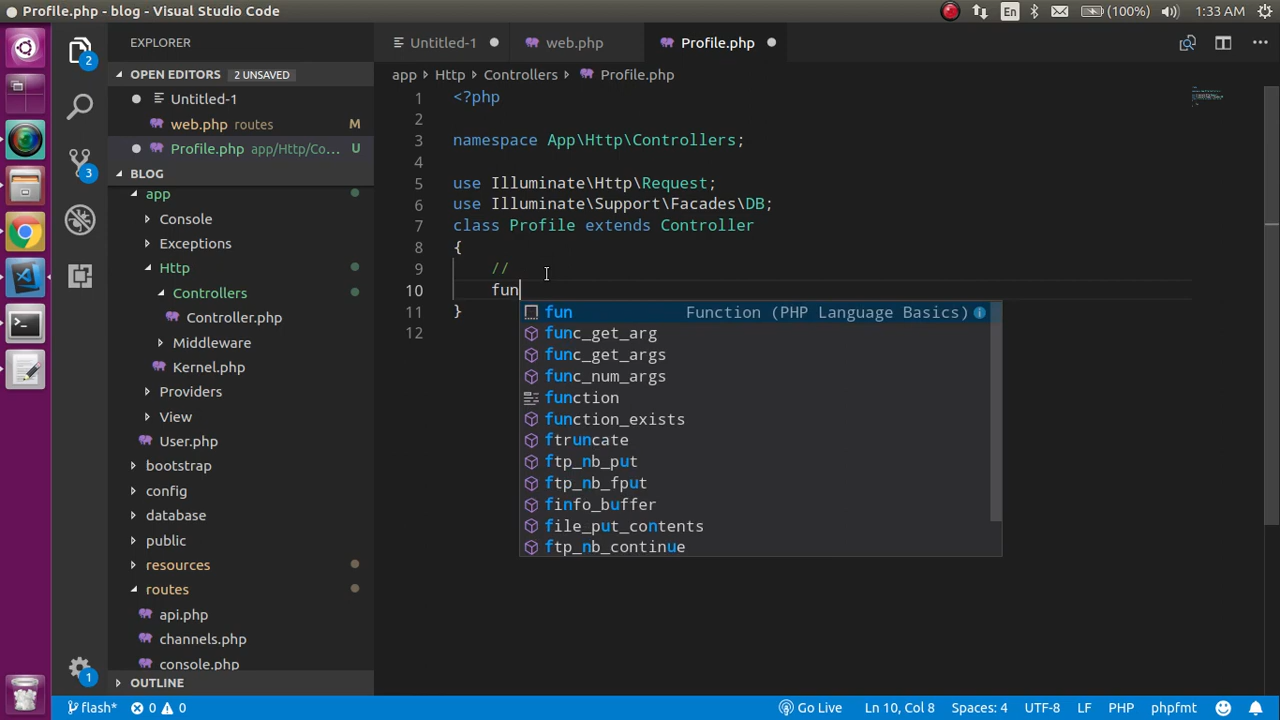 Profile.php - blog - Visual Studio Code
En
(100%)
1:33 AM
EXPLORER
OPEN EDITORS 2 UNSAVED
Untitled-1
web.php routes M
Profile.php app/Http/Co... U
BLOG
app
Console
Exceptions
Http
Controllers
Controller.php
Middleware
Kernel.php
Providers
View
User.php
bootstrap
config
database
public
resources
routes
api.php
channels.php
console.php
OUTLINE
2
3
1
Untitled-1
web.php
Profile.php
app Http Controllers Profile.php
1 <?php
2
3 namespace App\Http\Controllers;
4
5 use Illuminate\Http\Request;
6 use Illuminate\Support\Facades\DB;
7 class Profile extends Controller
8 {
9 //
10 fun
11 }
12
fun Function (PHP Language Basics)
func_get_arg
func_get_args
func_num_args
function
function_exists
ftruncate
ftp_nb_put
ftp_nb_fput
finfo_buffer
file_put_contents
ftp_nb_continue
flash* 0 0 Go Live Ln 10, Col 8 Spaces: 4 UTF-8 LF PHP phpfmt